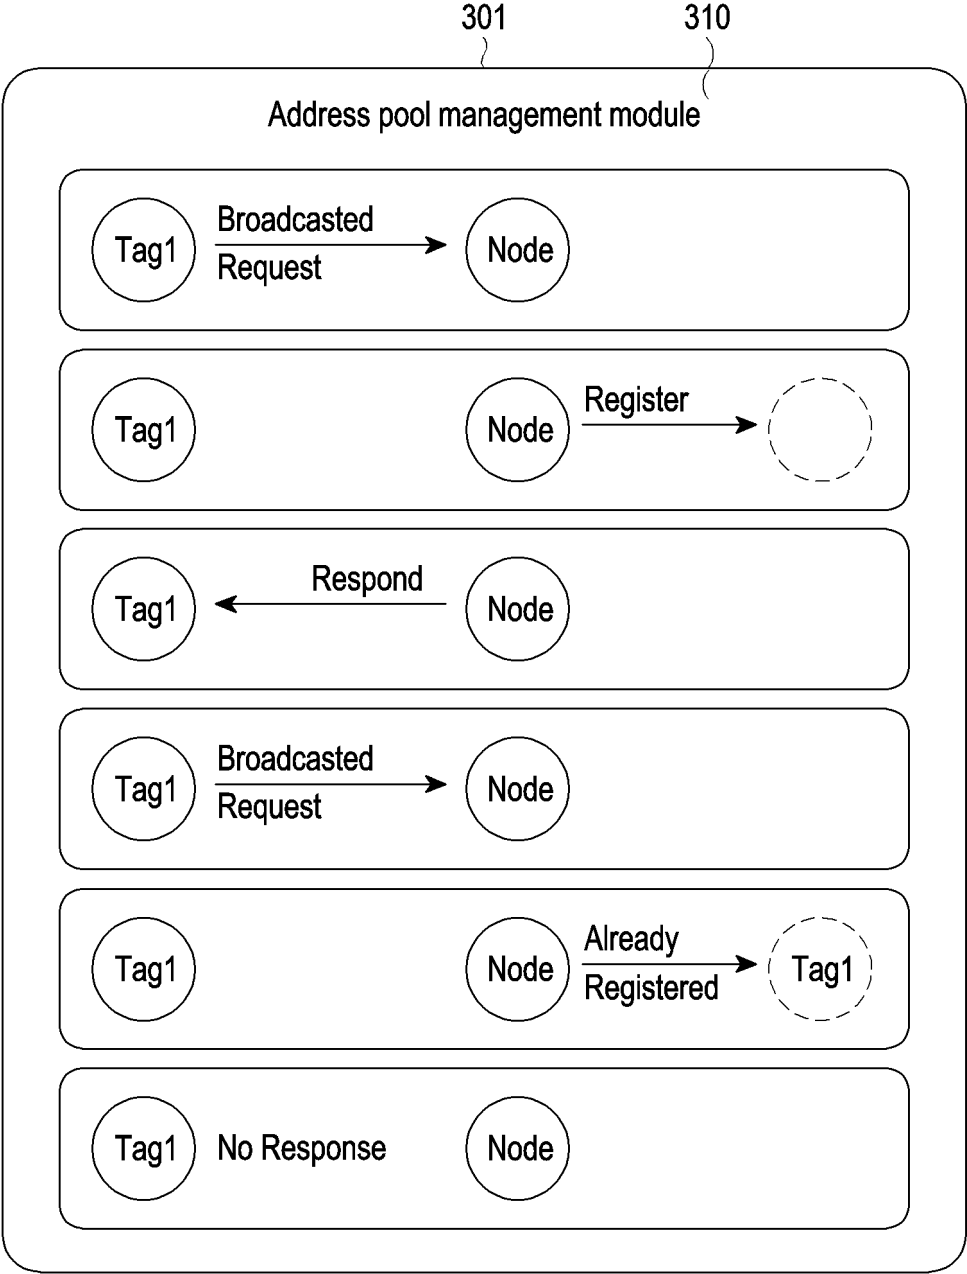 301 310
Address pool management module
Tag1 Broadcasted Node
Request
Tag1 Node Register
Tag1 Respond Node
Tag1 Broadcasted Node
Request
Tag1 Node Already Tag1
Registered
Tag1 No Response Node